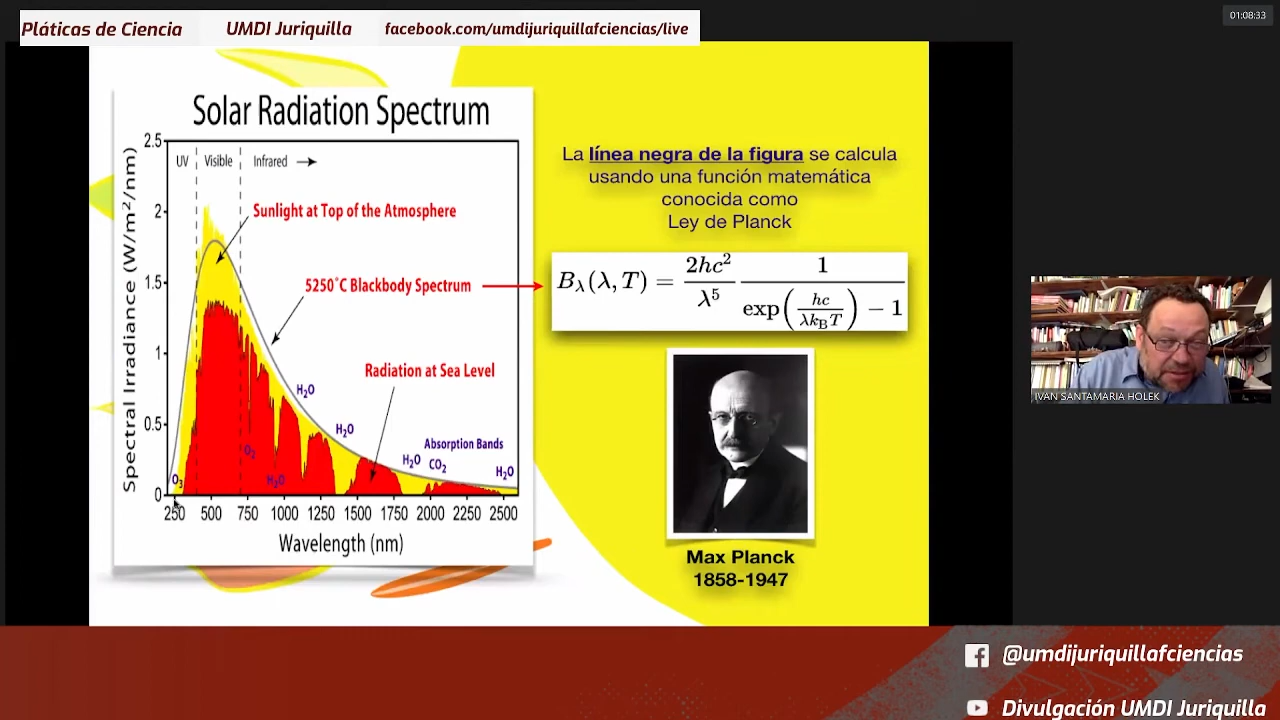 01:08:33
Pláticas de Ciencia UMDI Juriquilla facebook.com/umdijuriquillafciencias/live
Solar Radiation Spectrum
UV Visible Infrared →
Spectral Irradiance (W/m²/nm)
2.5
2
1.5
1
0.5
0
Sunlight at Top of the Atmosphere
5250°C Blackbody Spectrum
Radiation at Sea Level
H₂O
H₂O
Absorption Bands
H₂O CO₂ H₂O
O₂
O₃ H₂O
250 500 750 1000 1250 1500 1750 2000 2250 2500
Wavelength (nm)
La línea negra de la figura se calcula
usando una función matemática
conocida como
Ley de Planck
B_λ(λ, T) = 2hc²/λ⁵ 1/(exp(hc/λk_BT) − 1)
Max Planck
1858-1947
IVAN SANTAMARIA HOLEK
@umdijuriquillafciencias
Divulgación UMDI Juriquilla